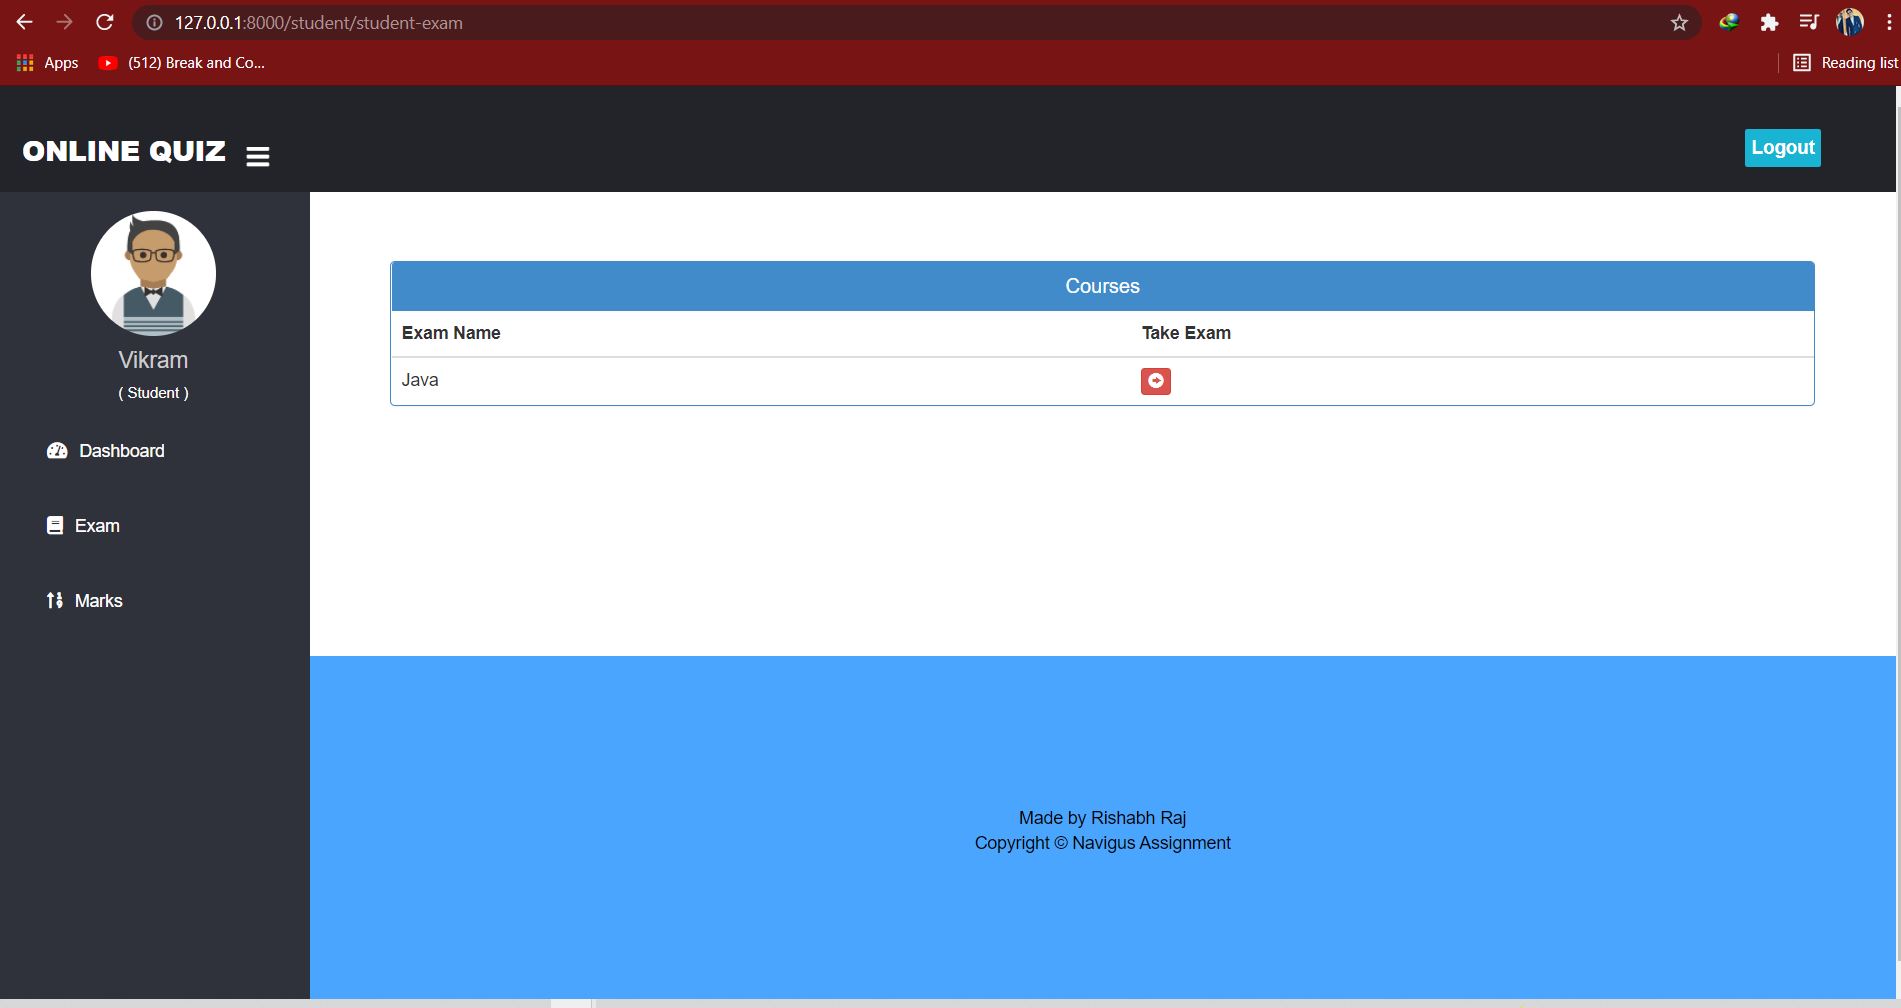 127.0.0.1:8000/student/student-exam
Apps
(512) Break and Co...
Reading list
ONLINE QUIZ
Logout
Vikram
( Student )
Dashboard
Exam
Marks
Courses
Exam Name Take Exam
Java
Made by Rishabh Raj
Copyright © Navigus Assignment